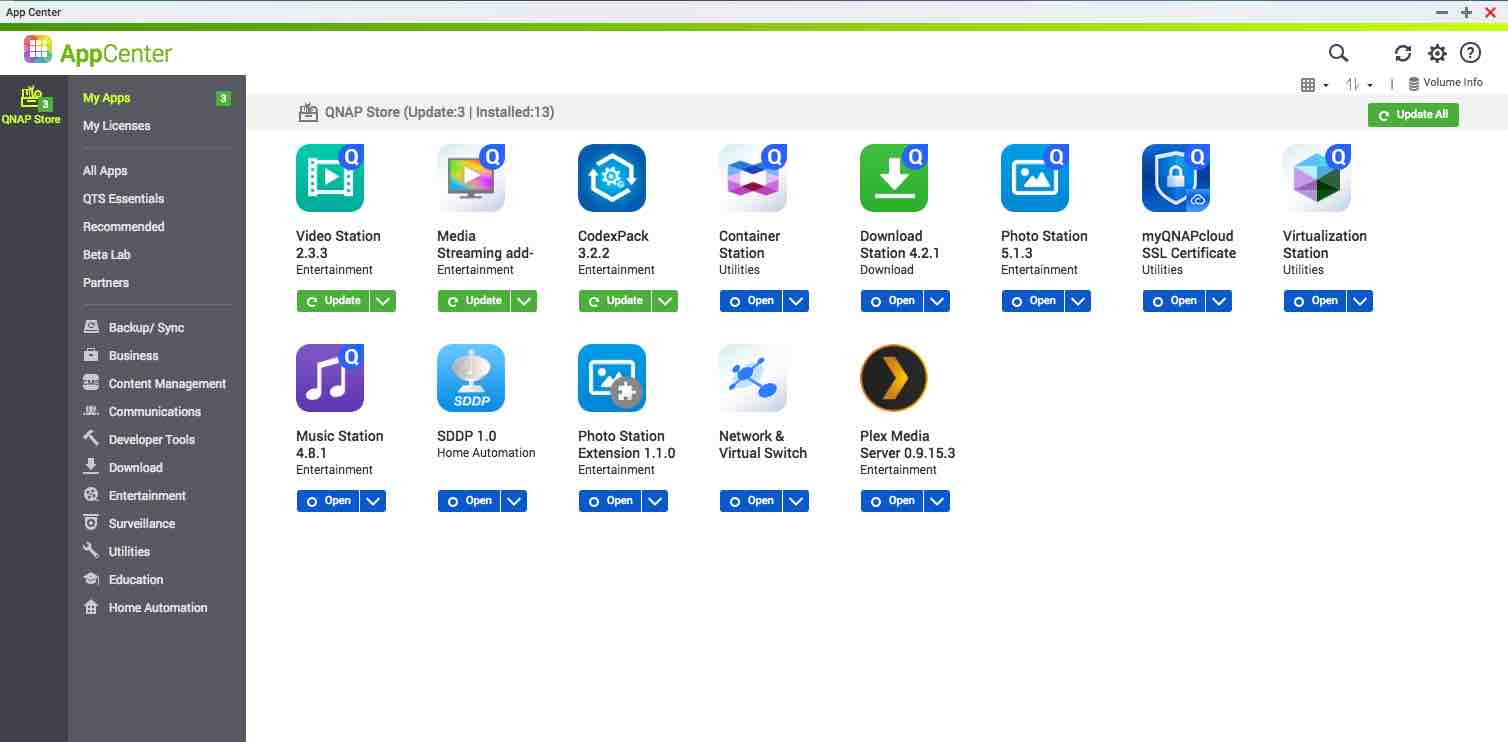 App Center
AppCenter
3
QNAP Store
My Apps 3
My Licenses
All Apps
QTS Essentials
Recommended
Beta Lab
Partners
Backup/ Sync
Business
Content Management
Communications
Developer Tools
Download
Entertainment
Surveillance
Utilities
Education
Home Automation
| Volume Info
QNAP Store (Update:3 | Installed:13)
Update All
Q
Video Station
2.3.3
Entertainment
Update
Q
Media
Streaming add-
Entertainment
Update
CodexPack
3.2.2
Entertainment
Update
Q
Container
Station
Utilities
Open
Q
Download
Station 4.2.1
Download
Open
Q
Photo Station
5.1.3
Entertainment
Open
Q
myQNAPcloud
SSL Certificate
Utilities
Open
Q
Virtualization
Station
Utilities
Open
Q
Music Station
4.8.1
Entertainment
Open
SDDP
SDDP 1.0
Home Automation
Open
Photo Station
Extension 1.1.0
Entertainment
Open
Network &
Virtual Switch
Open
Plex Media
Server 0.9.15.3
Entertainment
Open